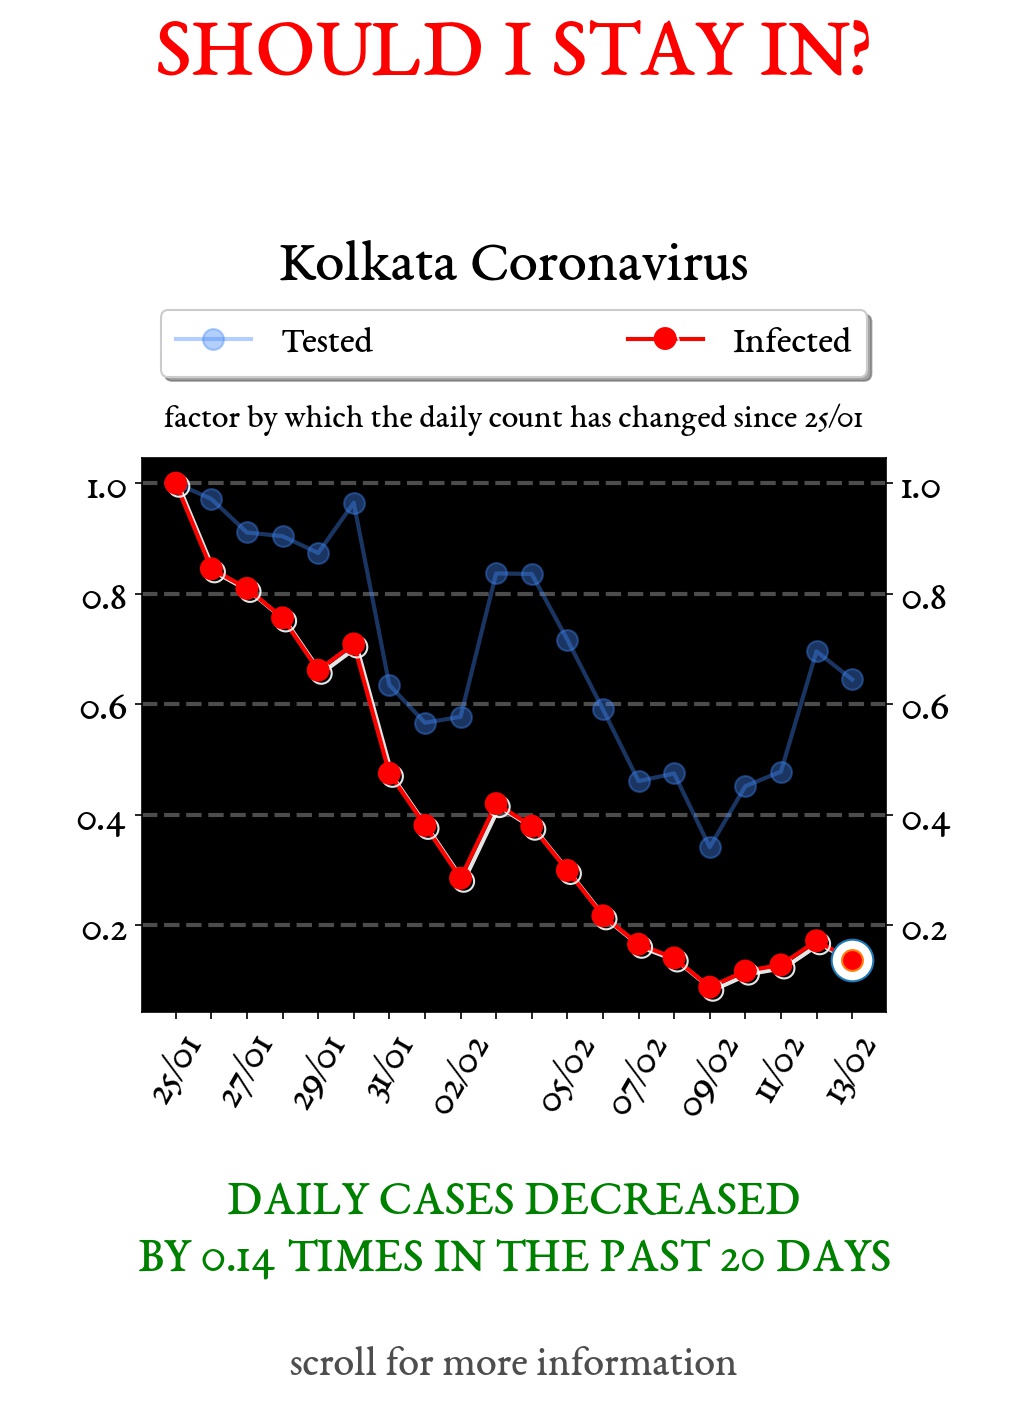 SHOULD I STAY IN?
Kolkata Coronavirus
Tested Infected
factor by which the daily count has changed since 25/01
1.0 1.0
0.8 0.8
0.6 0.6
0.4 0.4
0.2 0.2
25/01 27/01 29/01 31/01 02/02 05/02 07/02 09/02 11/02 13/02
DAILY CASES DECREASED
BY 0.14 TIMES IN THE PAST 20 DAYS
scroll for more information